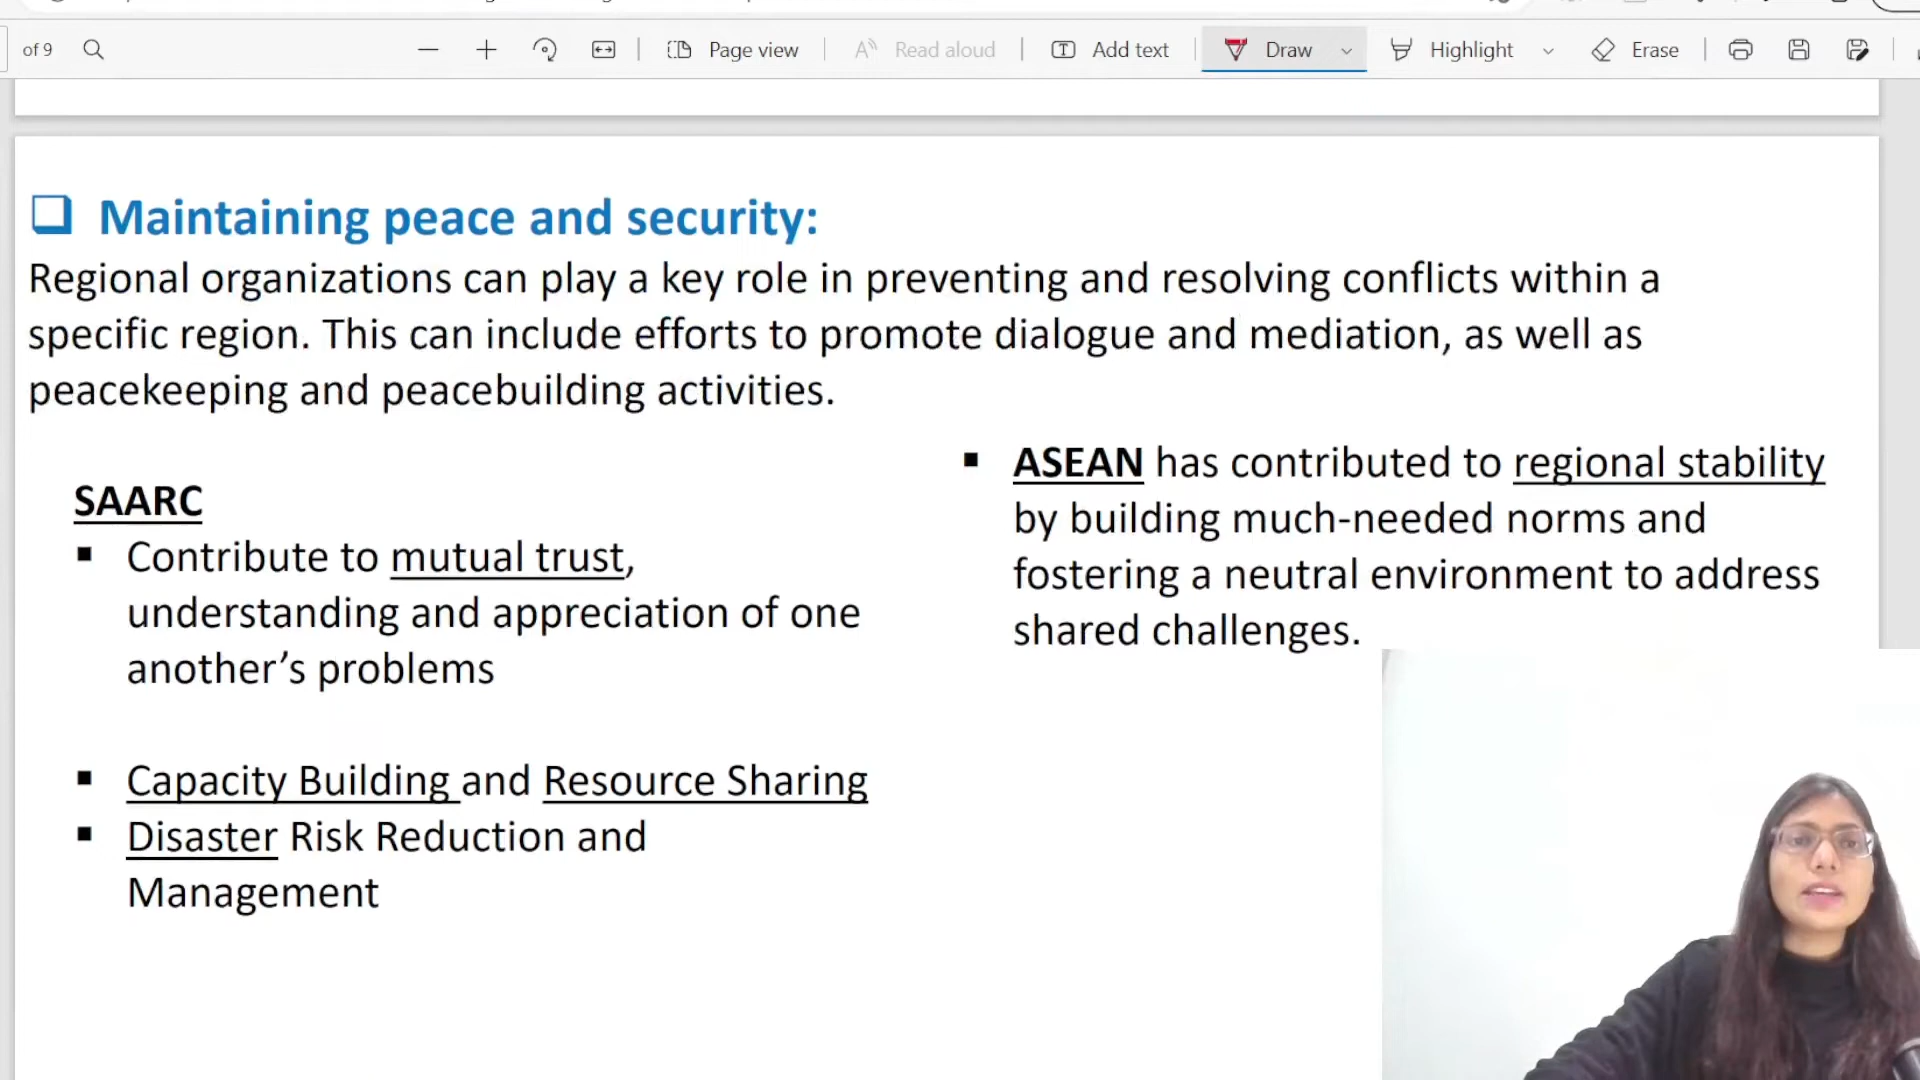 of 9
Page view
Read aloud
Add text
Draw
Highlight
Erase
Maintaining peace and security:
Regional organizations can play a key role in preventing and resolving conflicts within a
specific region. This can include efforts to promote dialogue and mediation, as well as
peacekeeping and peacebuilding activities.
SAARC
▪ Contribute to mutual trust,
understanding and appreciation of one
another’s problems
▪ Capacity Building and Resource Sharing
▪ Disaster Risk Reduction and
Management
▪ ASEAN has contributed to regional stability
by building much-needed norms and
fostering a neutral environment to address
shared challenges.